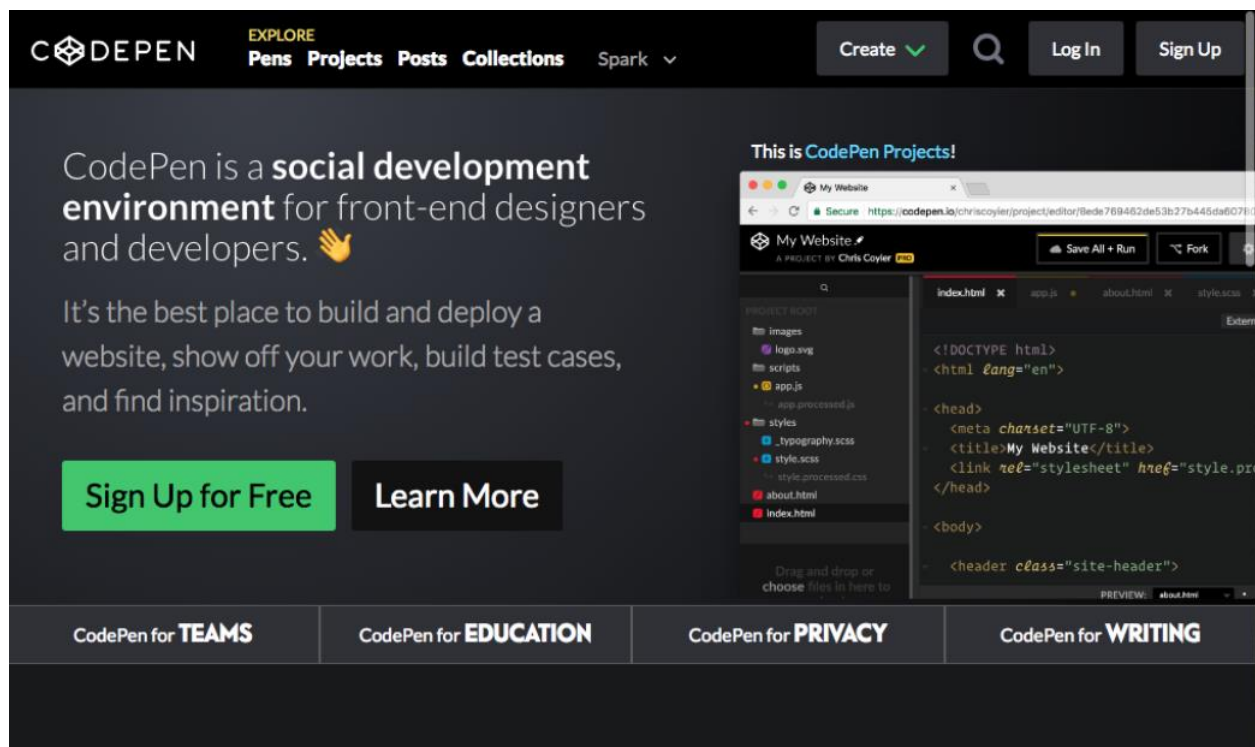 CODEPEN
EXPLORE
Pens Projects Posts Collections Spark
Create
Log In
Sign Up
CodePen is a social development
environment for front-end designers
and developers. 👋
It's the best place to build and deploy a
website, show off your work, build test cases,
and find inspiration.
Sign Up for Free
Learn More
This is CodePen Projects!
My Website
Secure https://codepen.io/chriscoyier/project/editor/
My Website
A PROJECT BY Chris Coyier PRO
Save All + Run
Fork
PROJECT ROOT
images
logo.svg
scripts
app.js
app.processed.js
styles
_typography.scss
style.scss
style.processed.css
about.html
index.html
Drag and drop or
choose files in here to
index.html app.js about.html style.scss
<!DOCTYPE html>
<html lang="en">
<head>
<meta charset="UTF-8">
<title>My Website</title>
<link rel="stylesheet" href="style.pro
</head>
<body>
<header class="site-header">
PREVIEW: about.html
CodePen for TEAMS
CodePen for EDUCATION
CodePen for PRIVACY
CodePen for WRITING